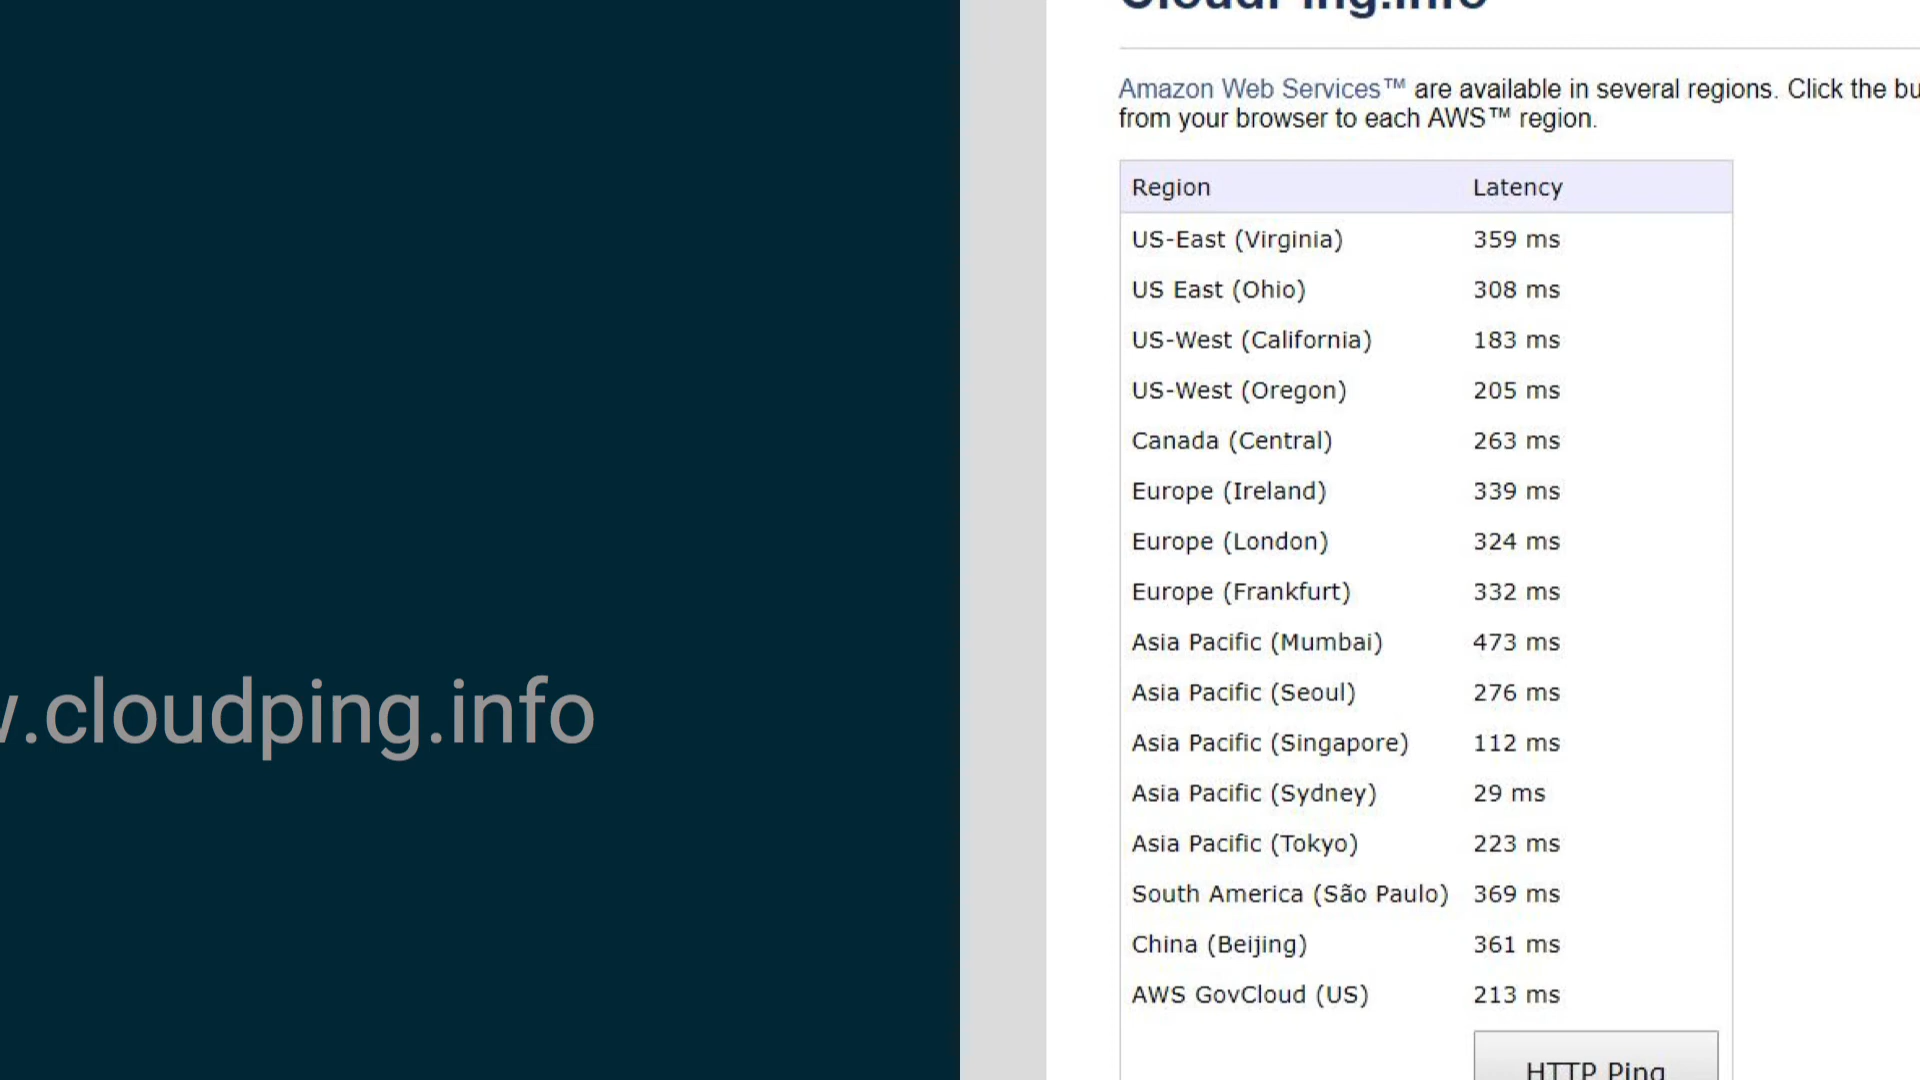 .cloudping.info
CloudPing.info
Amazon Web Services™ are available in several regions. Click the
from your browser to each AWS™ region.
Region Latency
US-East (Virginia) 359 ms
US East (Ohio) 308 ms
US-West (California) 183 ms
US-West (Oregon) 205 ms
Canada (Central) 263 ms
Europe (Ireland) 339 ms
Europe (London) 324 ms
Europe (Frankfurt) 332 ms
Asia Pacific (Mumbai) 473 ms
Asia Pacific (Seoul) 276 ms
Asia Pacific (Singapore) 112 ms
Asia Pacific (Sydney) 29 ms
Asia Pacific (Tokyo) 223 ms
South America (São Paulo) 369 ms
China (Beijing) 361 ms
AWS GovCloud (US) 213 ms
HTTP Ping